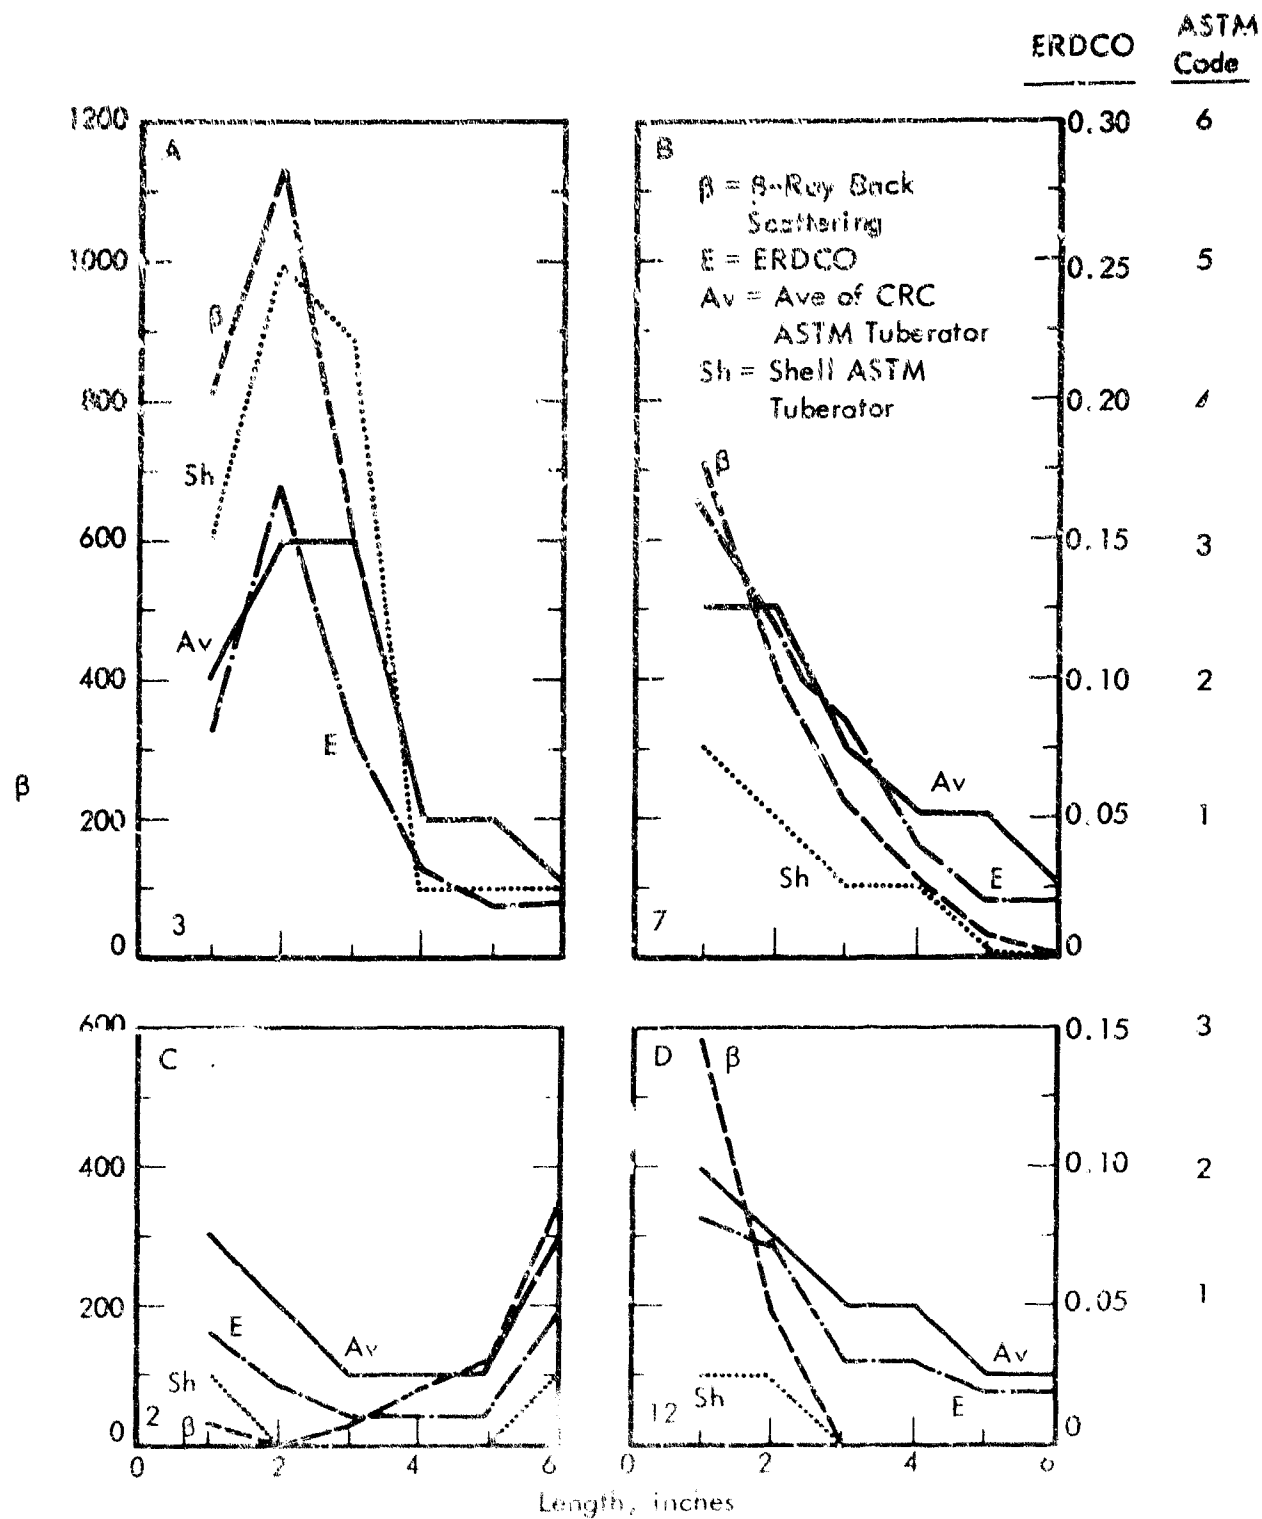 ERDCO
ASTM
Code
1200
1000
800
600
400
200
0
β
A
β
Sh
Av
E
3
B
β = β-Ray Back
Scattering
E = ERDCO
Av = Ave of CRC
ASTM Tuberator
Sh = Shell ASTM
Tuberator
β
Av
Sh
E
7
0.30
0.25
0.20
0.15
0.10
0.05
0
6
5
4
3
2
1
600
400
200
0
C
E
Av
Sh
β
2
0 2 4 6
D
β
Av
Sh
E
12
0 2 4 6
0.15
0.10
0.05
0
3
2
1
Length, inches